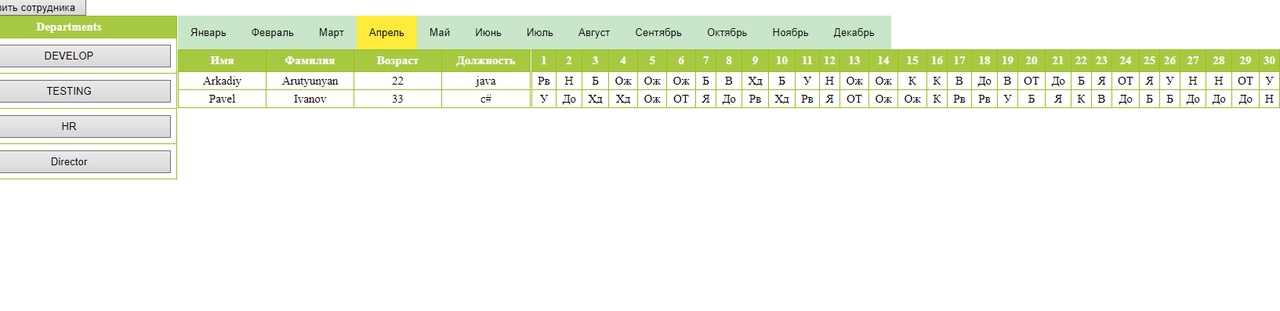 вить сотрудника
Departments
DEVELOP
TESTING
HR
Director
Январь Февраль Март Апрель Май Июнь Июль Август Сентябрь Октябрь Ноябрь Декабрь
Имя Фамилия Возраст Должность 1 2 3 4 5 6 7 8 9 10 11 12 13 14 15 16 17 18 19 20 21 22 23 24 25 26 27 28 29 30
Arkadiy Arutyunyan 22 java Рв Н Б Ож Ож Ож Б В Хд Б У Н Ож Ож К К В До В ОТ До Б Я ОТ Я У Н Н ОТ У
Pavel Ivanov 33 c# У До Хд Хд Ож ОТ Я До Рв Хд Рв Я ОТ Ож Ож К Рв Рв У Б Я К В До Б Б До До До Н